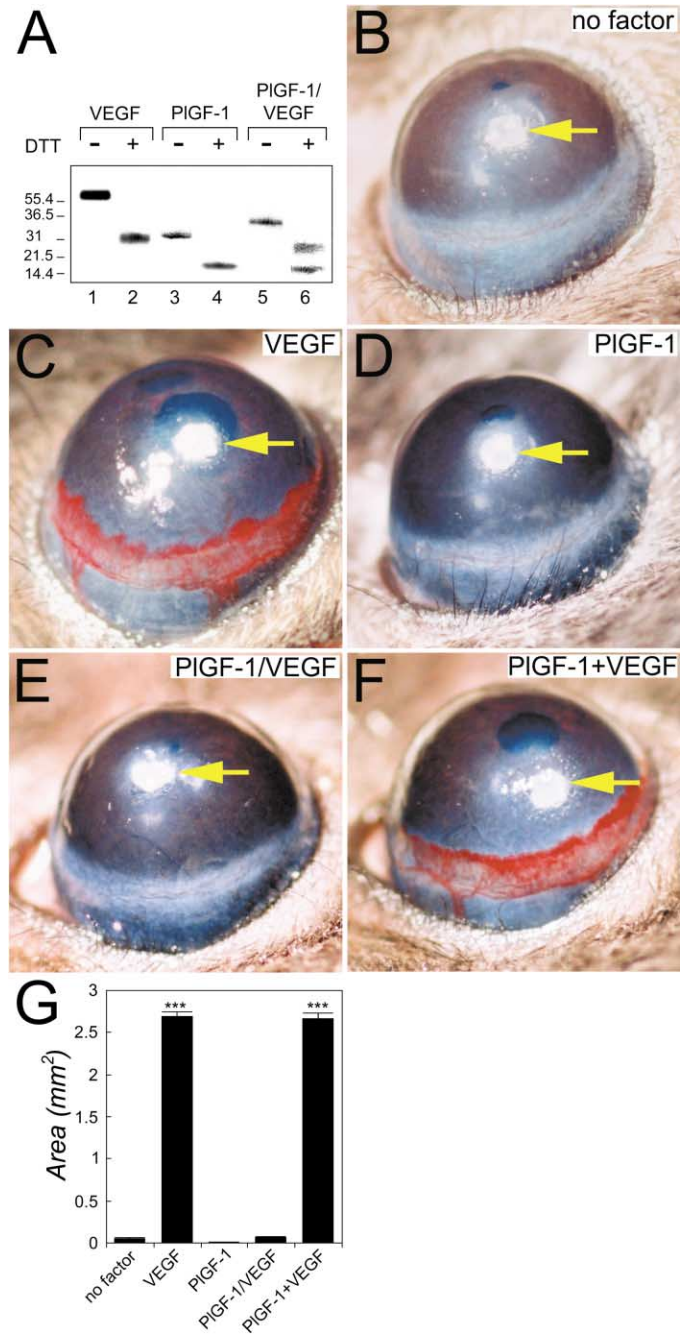 A
PlGF-1/
VEGF PlGF-1 VEGF
DTT - + - + - +
55.4
36.5
31
21.5
14.4
1 2 3 4 5 6
B
no factor
C
VEGF
D
PlGF-1
E
PlGF-1/VEGF
F
PlGF-1+VEGF
G
3
2.5
2
1.5
1
0.5
0
Area (mm²)
*** ***
no factor
VEGF
PlGF-1
PlGF-1/VEGF
PlGF-1+VEGF